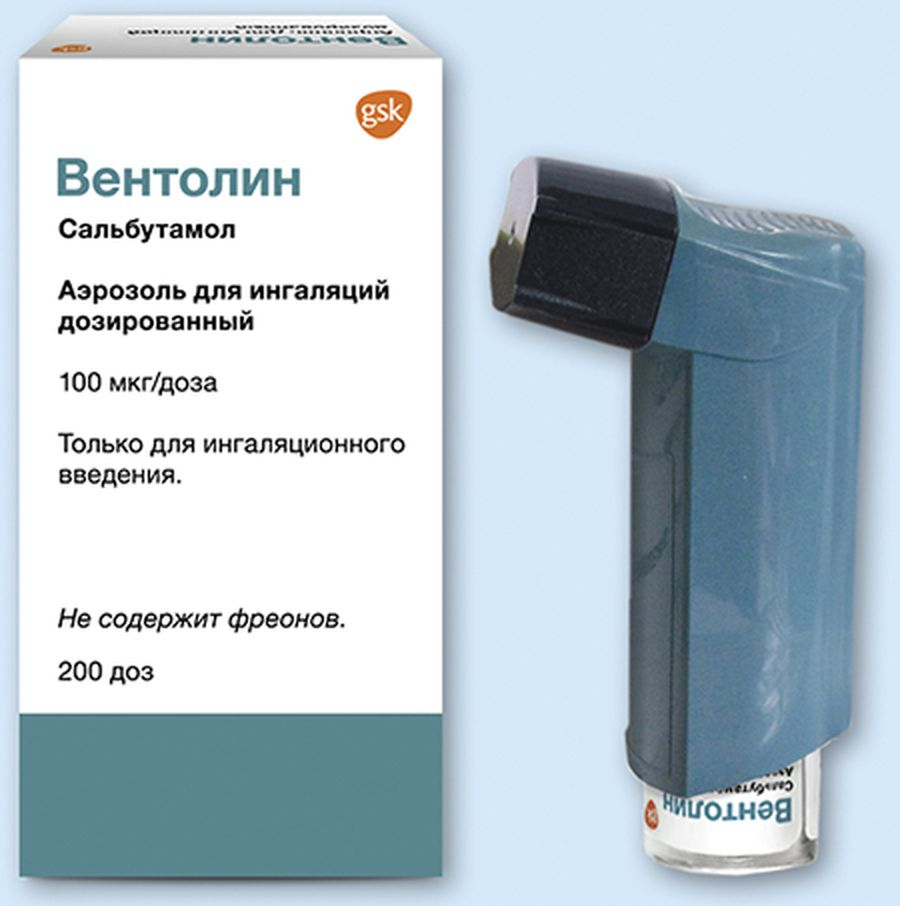 Вентолин
gsk
Вентолин
Сальбутамол
Аэрозоль для ингаляций
дозированный
100 мкг/доза
Только для ингаляционного
введения.
Не содержит фреонов.
200 доз
Вентолин